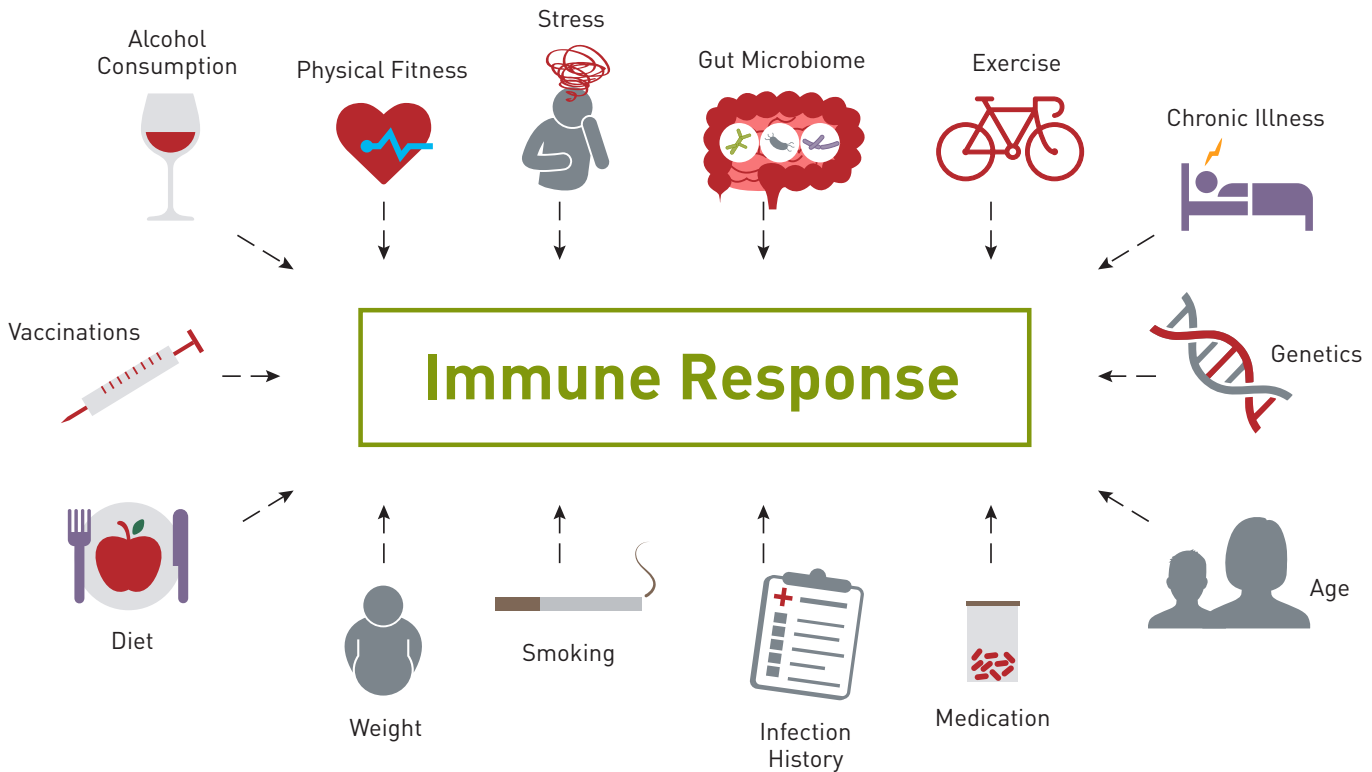 Stress
Alcohol
Consumption
Physical Fitness
Gut Microbiome
Exercise
Chronic Illness
Vaccinations
Immune Response
Genetics
Diet
Weight
Smoking
Infection
History
Medication
Age